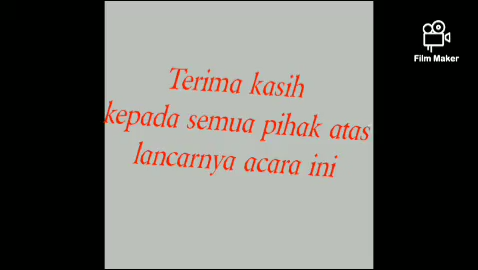 Terima kasih
kepada semua pihak atas
lancarnya acara ini
Film Maker